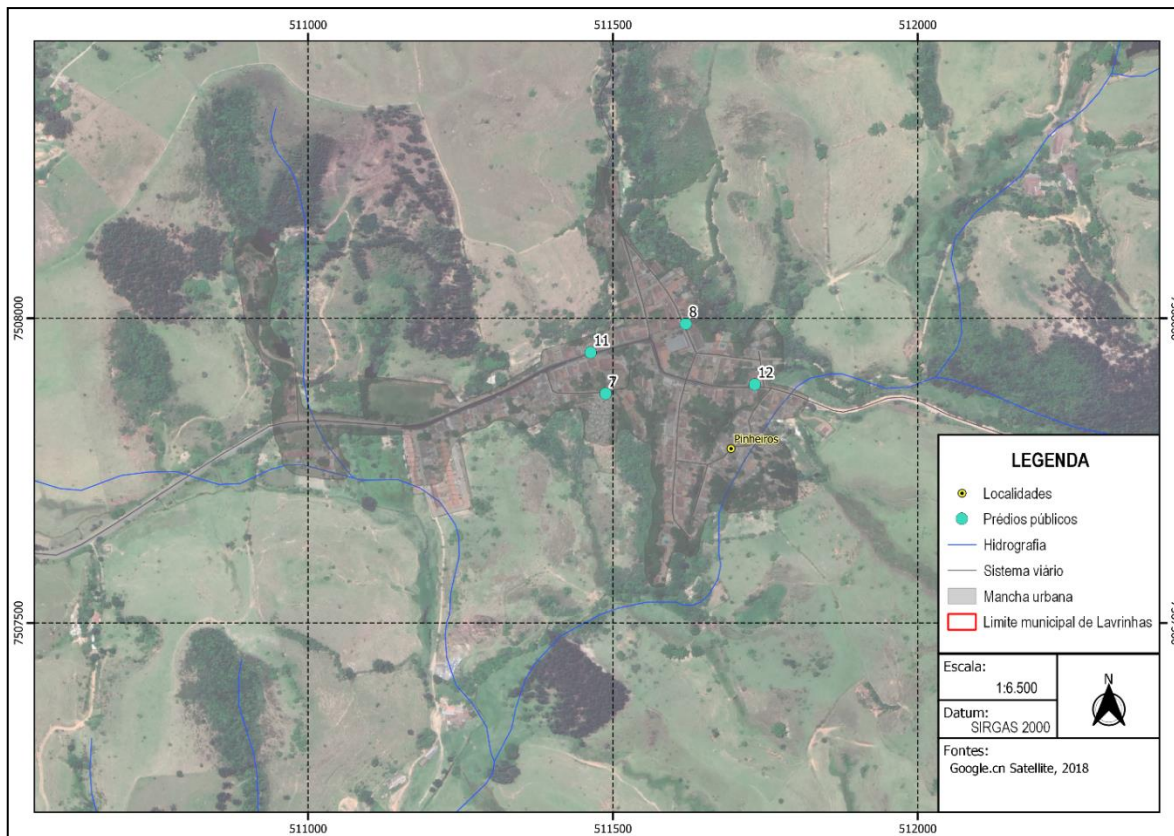 511000
511500
512000
8
7508000
7508000
11
12
7
Pinheiros
LEGENDA
Localidades
Prédios públicos
Hidrografia
Sistema viário
Mancha urbana
Limite municipal de Lavrinhas
7507500
7507500
Escala:
1:6.500
N
Datum:
SIRGAS 2000
Fontes:
Google.cn Satellite, 2018
511000
511500
512000